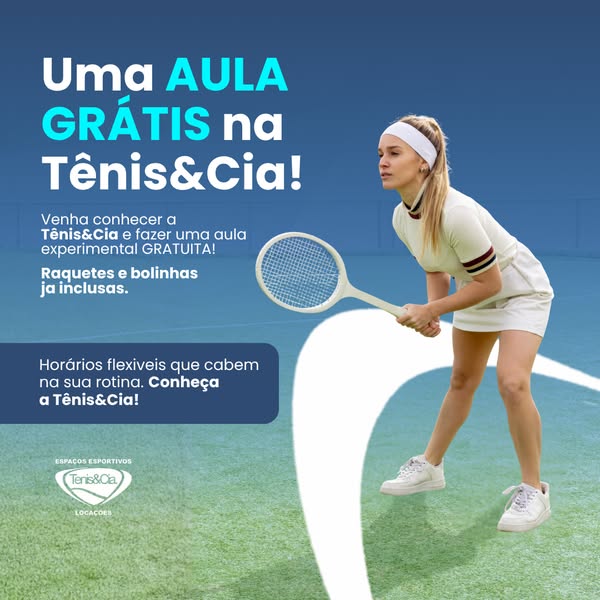 Uma AULA
GRÁTIS na
Tênis&Cia!
Venha conhecer a
Tênis&Cia e fazer uma aula
experimental GRATUITA!
Raquetes e bolinhas
ja inclusas.
Horários flexiveis que cabem
na sua rotina. Conheça
a Tênis&Cia!
ESPAÇOS ESPORTIVOS
Tenis&Cia.
LOCAÇÕES